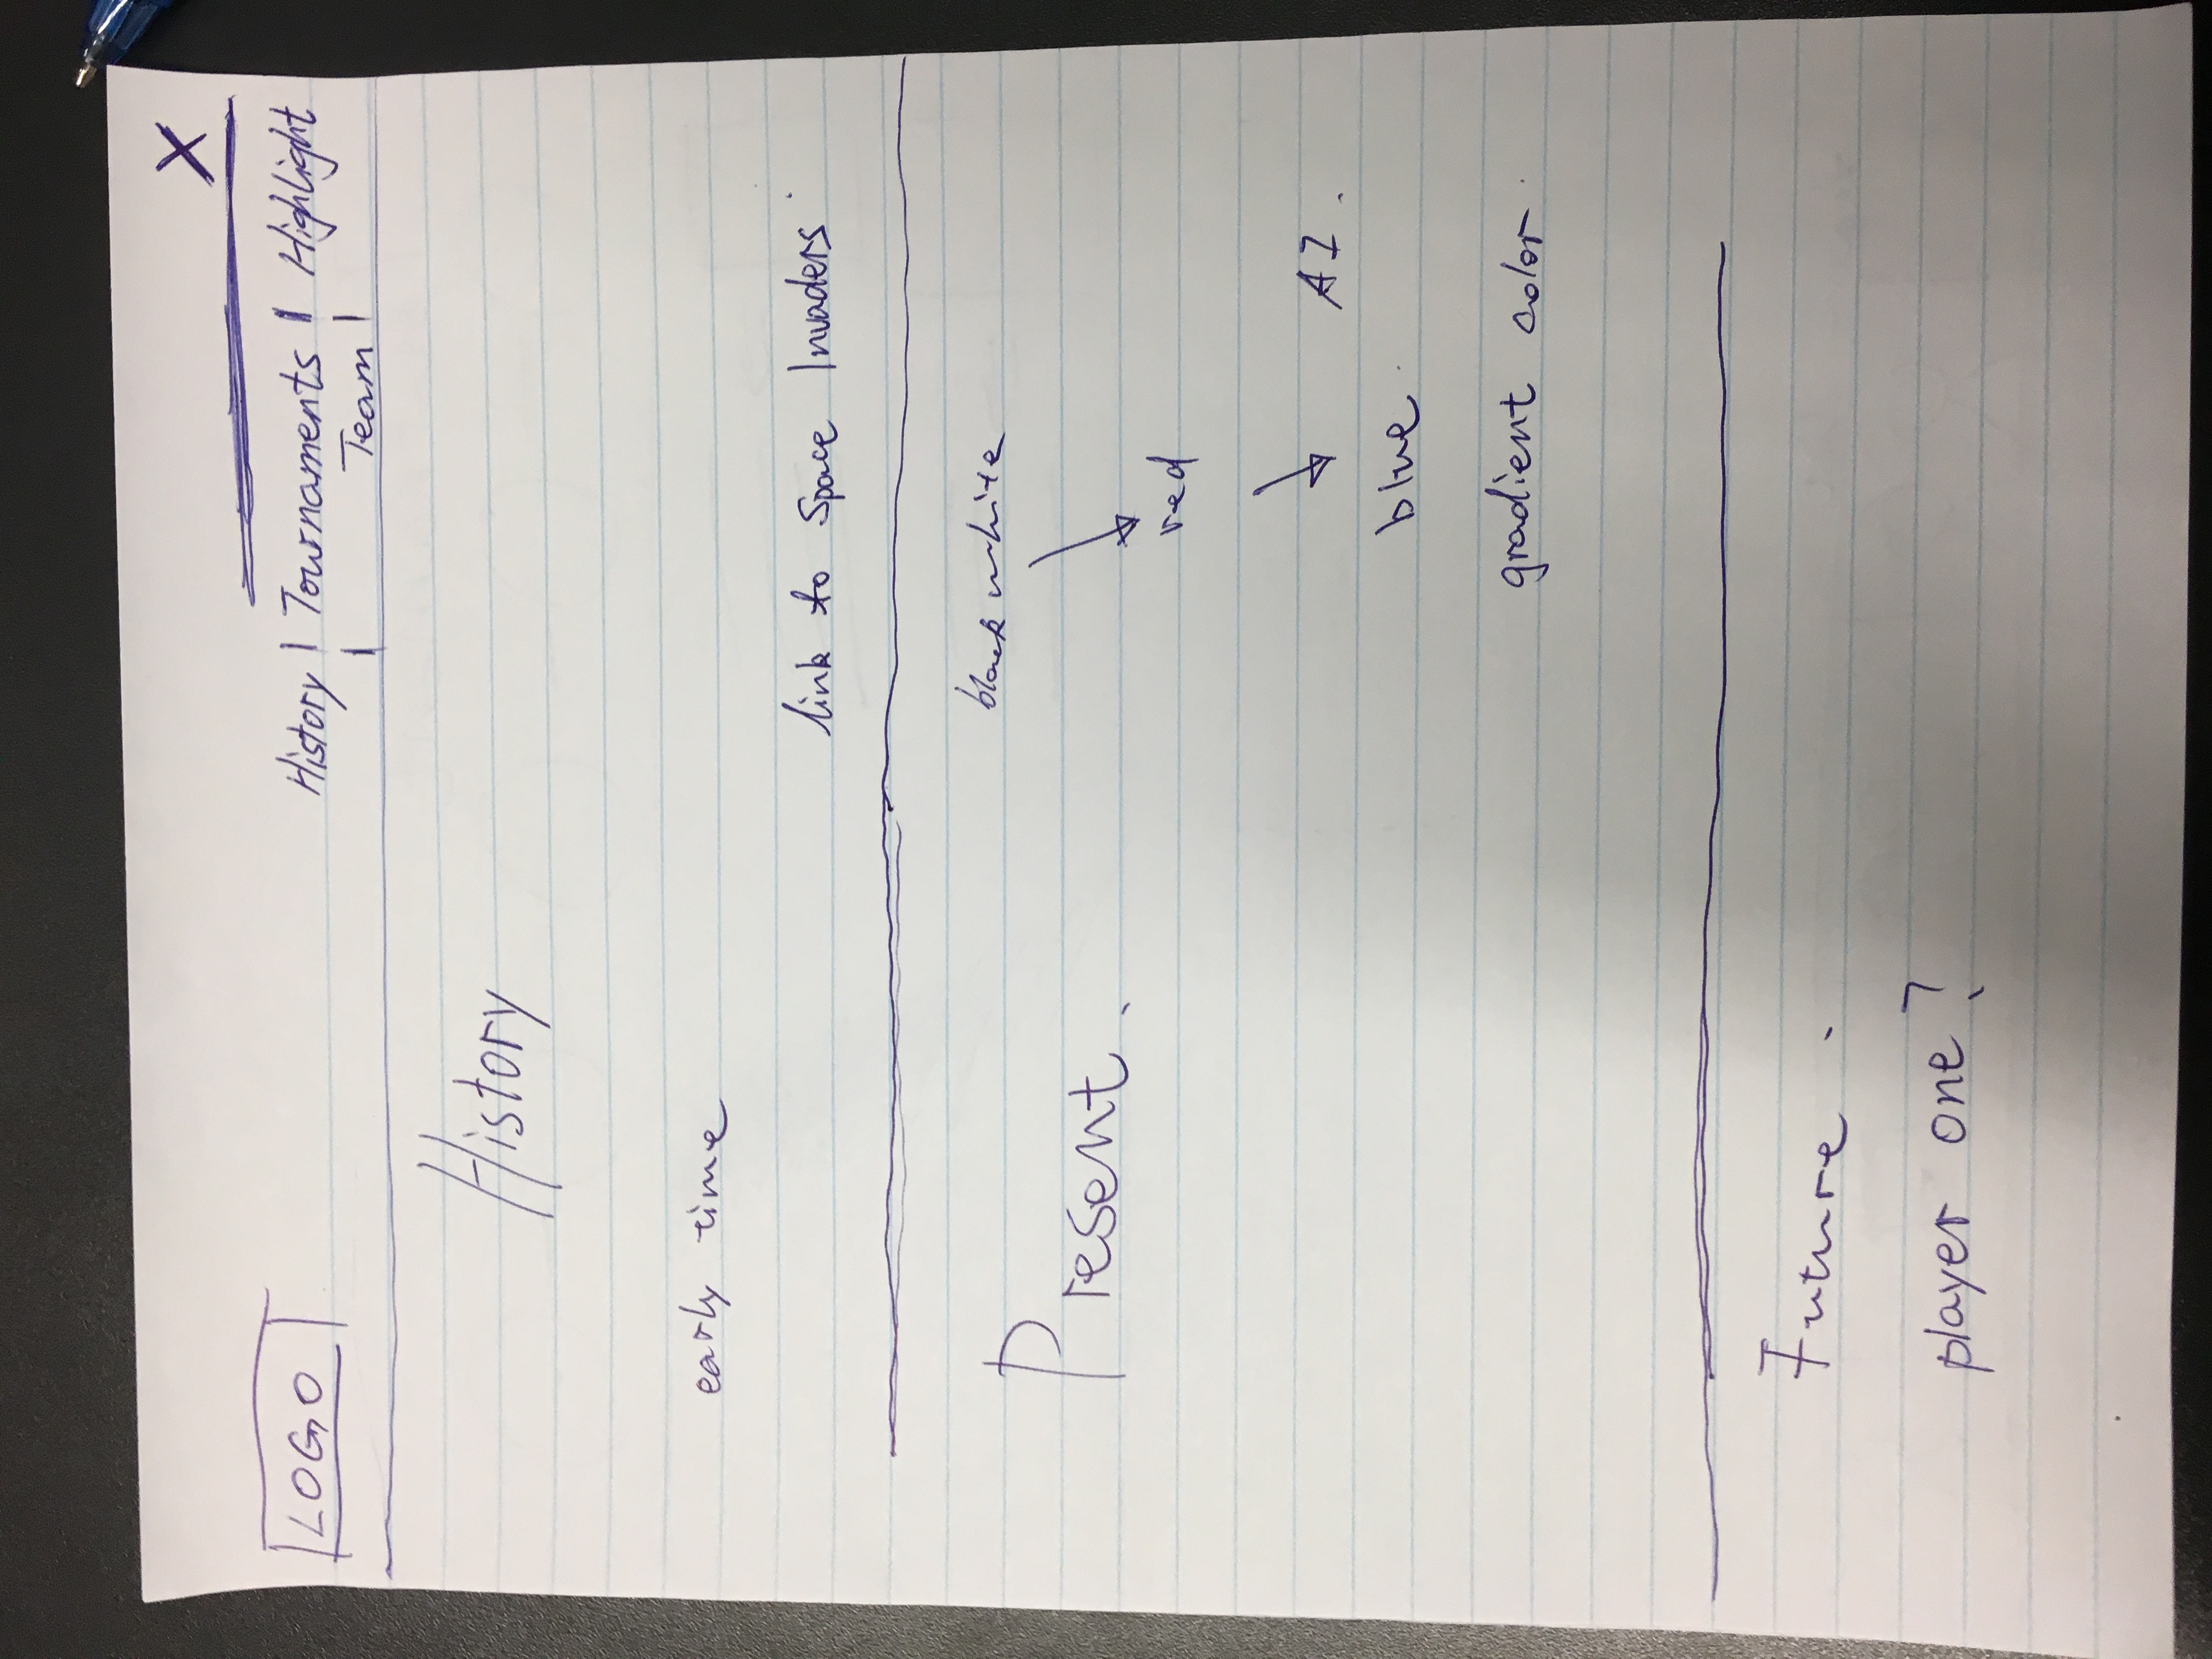 X
LOGO
History | Tournaments | Highlight
| Team |
History
early time
link to Space Invaders
black white
Present.
red
AI.
blue
gradient color
Future.
player one?